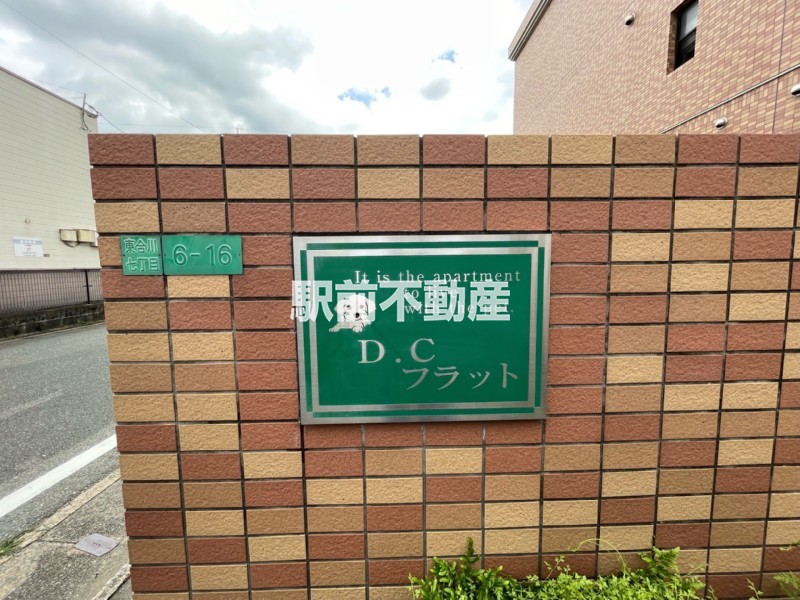 東合川
七丁目
6-16
It is the apartment
駅前不動産
D.C
フラット